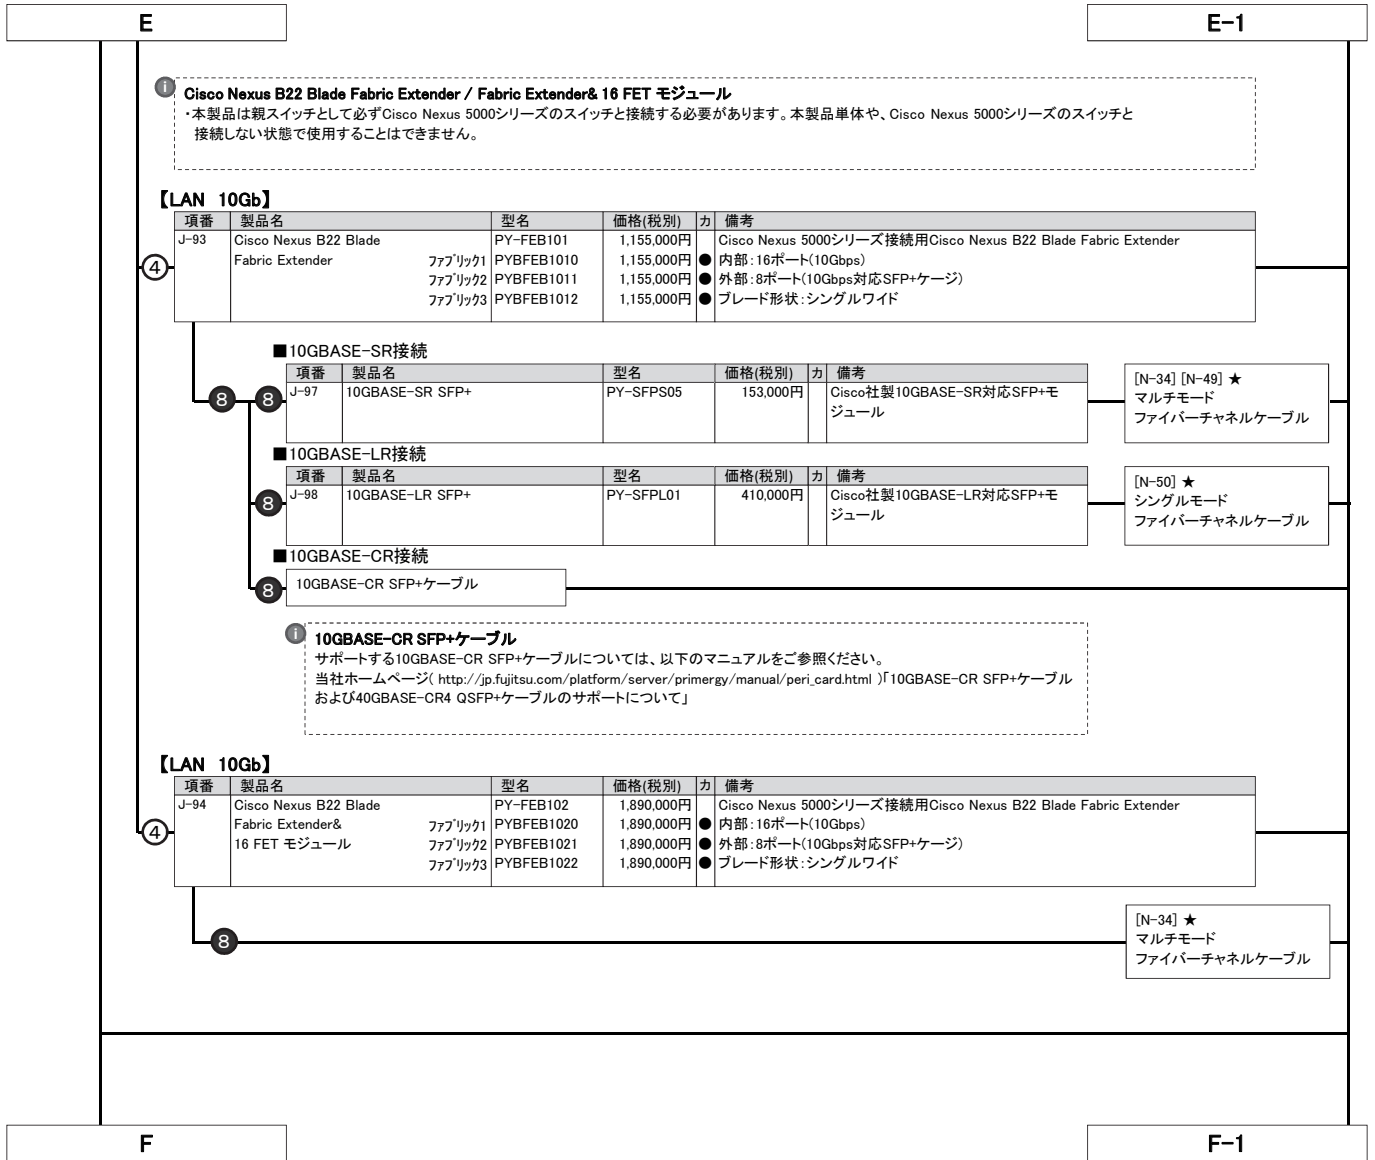 E
E-1
i
Cisco Nexus B22 Blade Fabric Extender / Fabric Extender& 16 FET モジュール
・本製品は親スイッチとして必ずCisco Nexus 5000シリーズのスイッチと接続する必要があります。本製品単体や、Cisco Nexus 5000シリーズのスイッチと
接続しない状態で使用することはできません。
【LAN 10Gb】
項番 製品名 型名 価格(税別) カ 備考
J-93 Cisco Nexus B22 Blade PY-FEB101 1,155,000円 Cisco Nexus 5000シリーズ接続用Cisco Nexus B22 Blade Fabric Extender
④ Fabric Extender ファブリック1 PYBFEB1010 1,155,000円 ● 内部：16ポート(10Gbps)
ファブリック2 PYBFEB1011 1,155,000円 ● 外部：8ポート(10Gbps対応SFP+ケージ)
ファブリック3 PYBFEB1012 1,155,000円 ● ブレード形状：シングルワイド
■10GBASE-SR接続
項番 製品名 型名 価格(税別) カ 備考
❽ ❽ J-97 10GBASE-SR SFP+ PY-SFPS05 153,000円 Cisco社製10GBASE-SR対応SFP+モ
ジュール
[N-34] [N-49] ★
マルチモード
ファイバーチャネルケーブル
■10GBASE-LR接続
項番 製品名 型名 価格(税別) カ 備考
❽ J-98 10GBASE-LR SFP+ PY-SFPL01 410,000円 Cisco社製10GBASE-LR対応SFP+モ
ジュール
[N-50] ★
シングルモード
ファイバーチャネルケーブル
■10GBASE-CR接続
❽ 10GBASE-CR SFP+ケーブル
i
10GBASE-CR SFP+ケーブル
サポートする10GBASE-CR SFP+ケーブルについては、以下のマニュアルをご参照ください。
当社ホームページ( http://jp.fujitsu.com/platform/server/primergy/manual/peri_card.html )「10GBASE-CR SFP+ケーブル
および40GBASE-CR4 QSFP+ケーブルのサポートについて」
【LAN 10Gb】
項番 製品名 型名 価格(税別) カ 備考
J-94 Cisco Nexus B22 Blade PY-FEB102 1,890,000円 Cisco Nexus 5000シリーズ接続用Cisco Nexus B22 Blade Fabric Extender
④ Fabric Extender& ファブリック1 PYBFEB1020 1,890,000円 ● 内部：16ポート(10Gbps)
16 FET モジュール ファブリック2 PYBFEB1021 1,890,000円 ● 外部：8ポート(10Gbps対応SFP+ケージ)
ファブリック3 PYBFEB1022 1,890,000円 ● ブレード形状：シングルワイド
❽
[N-34] ★
マルチモード
ファイバーチャネルケーブル
F
F-1